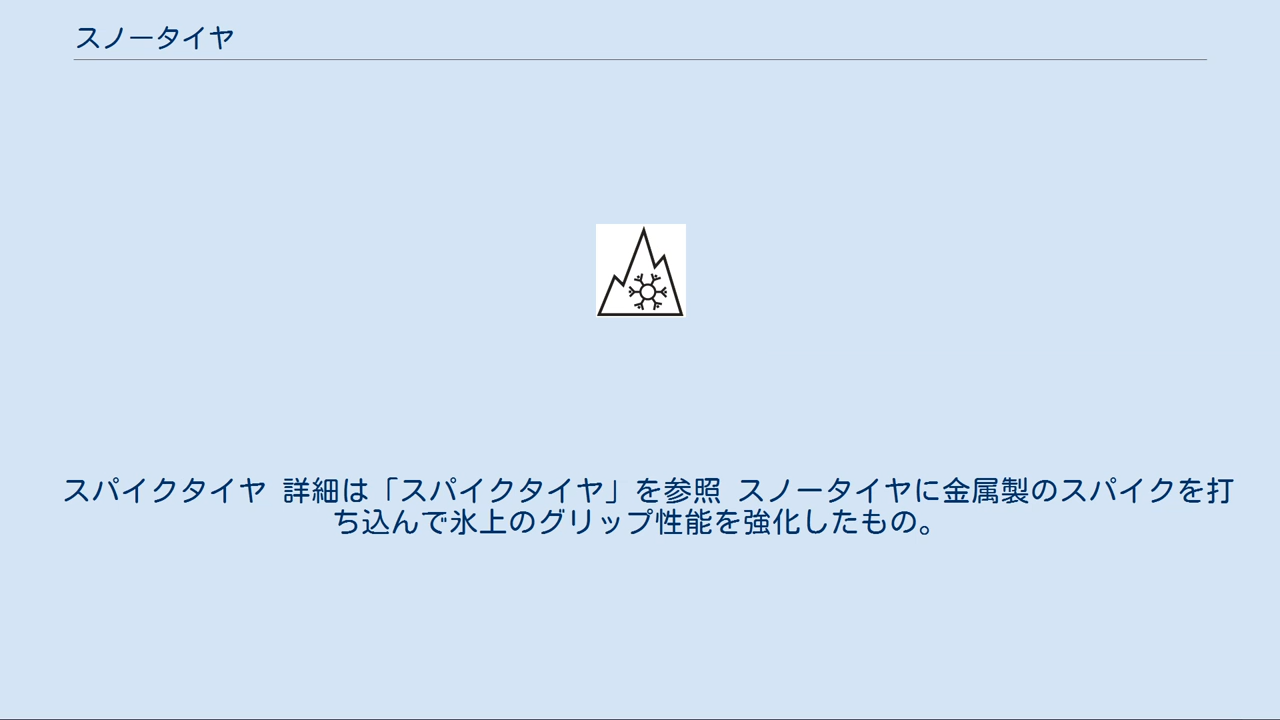 スノータイヤ
スパイクタイヤ 詳細は「スパイクタイヤ」を参照 スノータイヤに金属製のスパイクを打
ち込んで氷上のグリップ性能を強化したもの。